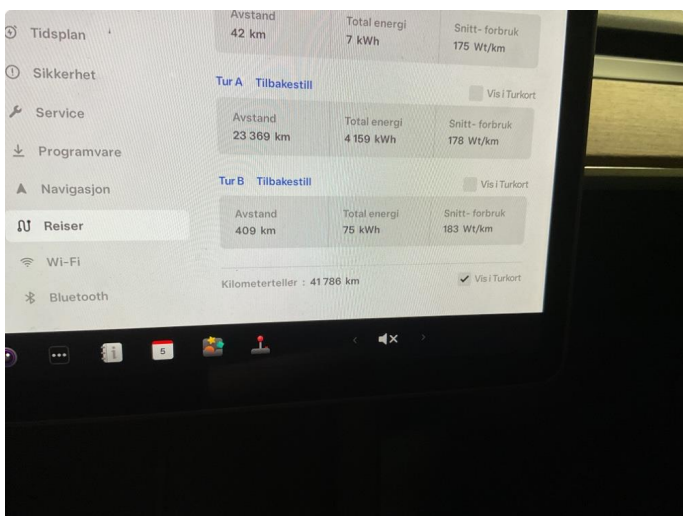 Tidsplan
Sikkerhet
Service
Programvare
Navigasjon
Reiser
Wi-Fi
Bluetooth
Avstand Total energi Snitt- forbruk
42 km 7 kWh 175 Wt/km
Tur A Tilbakestill Vis i Turkort
Avstand Total energi Snitt- forbruk
23 369 km 4 159 kWh 178 Wt/km
Tur B Tilbakestill Vis i Turkort
Avstand Total energi Snitt- forbruk
409 km 75 kWh 183 Wt/km
Kilometerteller : 41 786 km Vis i Turkort
5